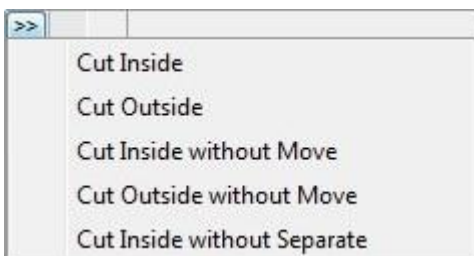 >>
Cut Inside
Cut Outside
Cut Inside without Move
Cut Outside without Move
Cut Inside without Separate